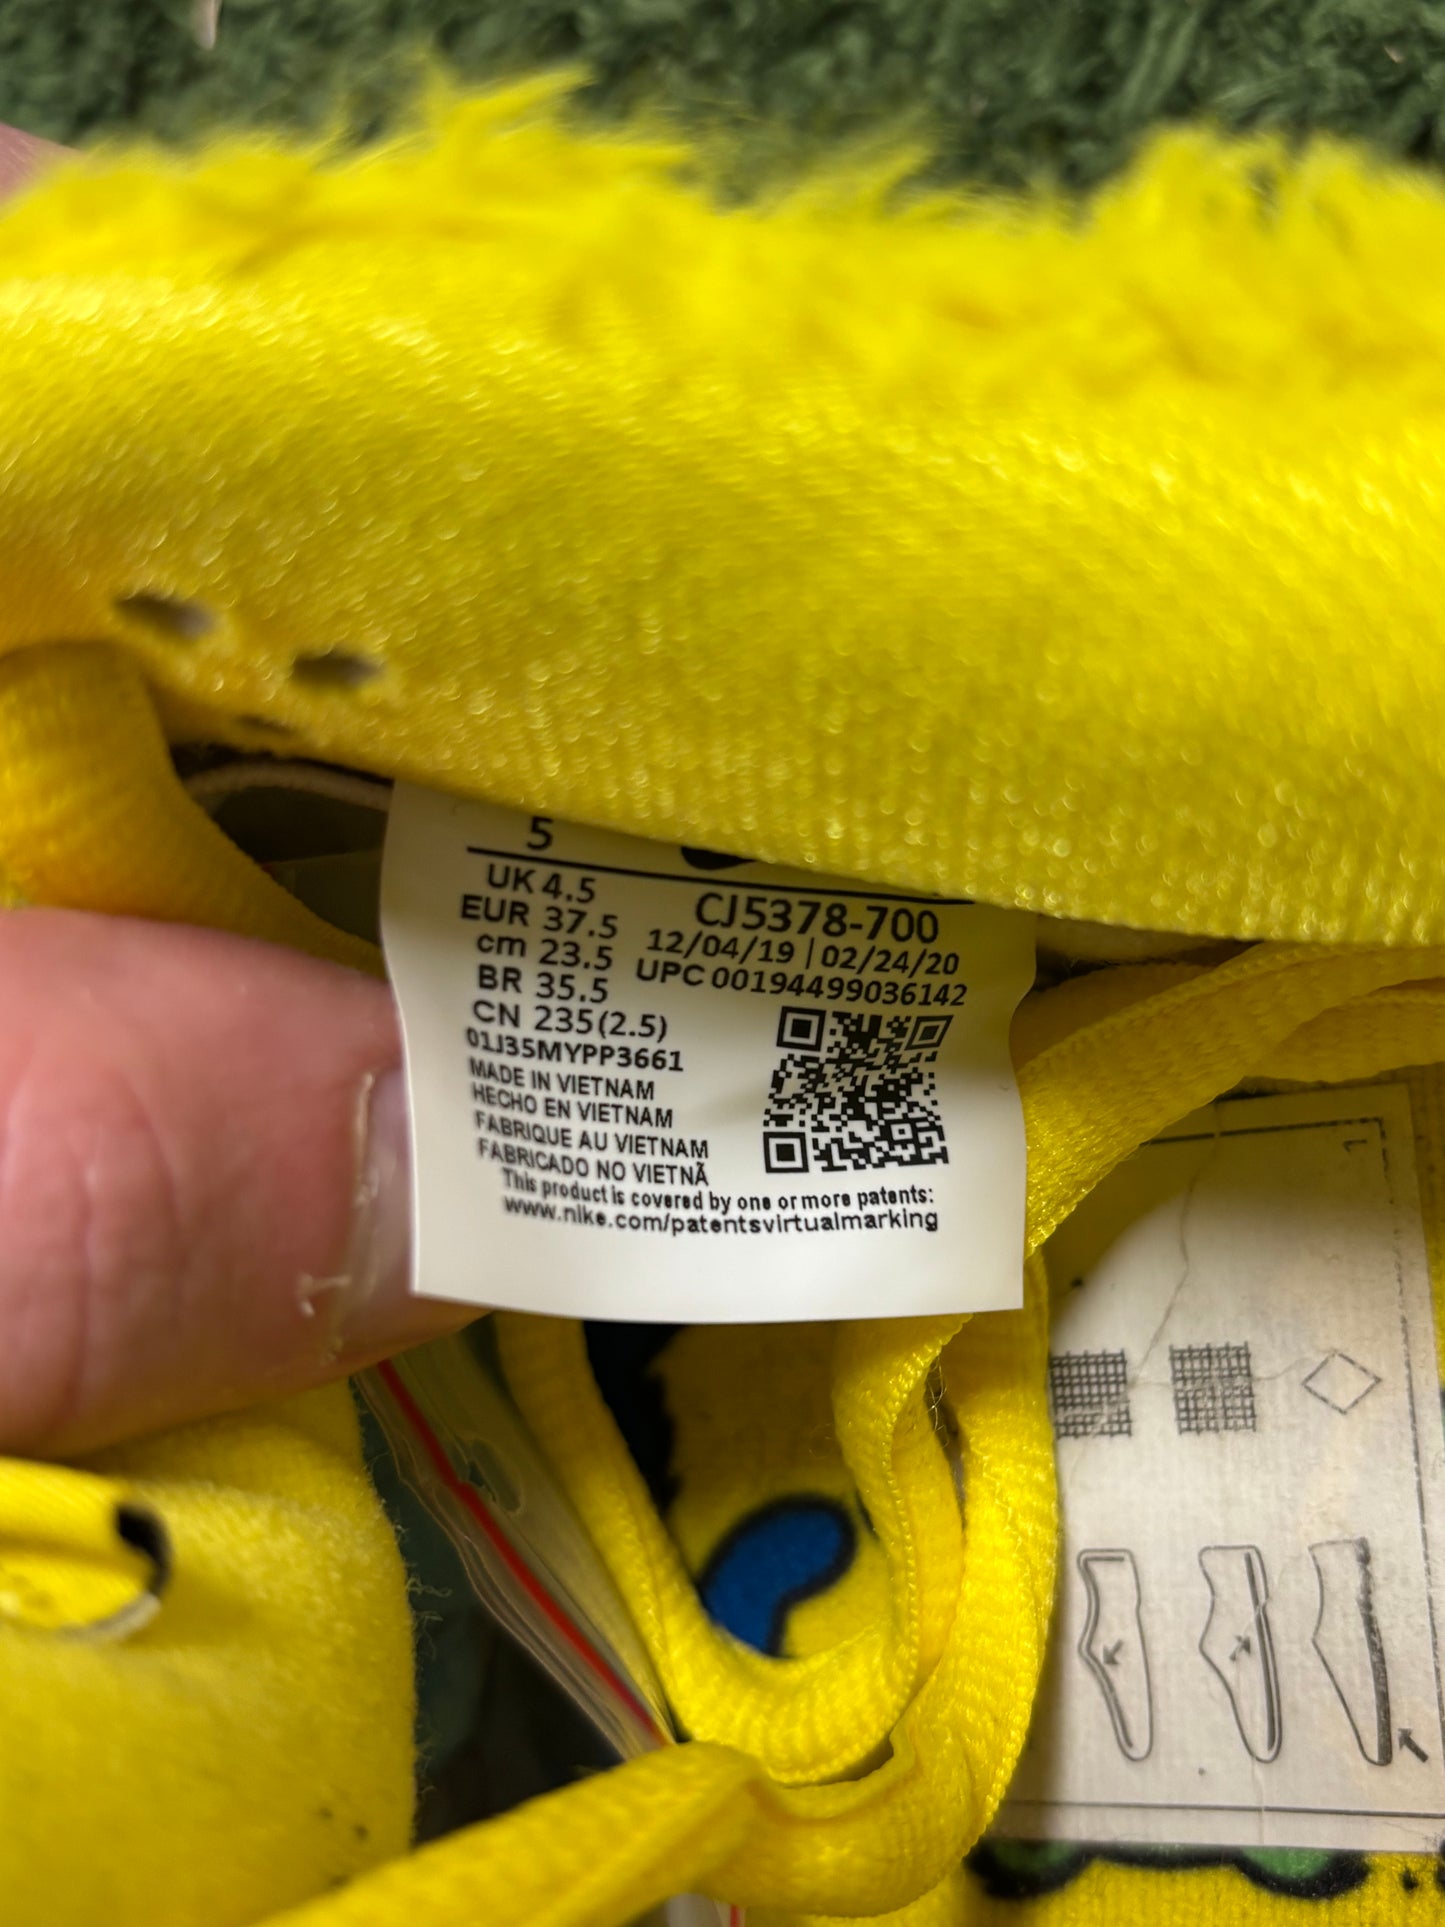 5
UK 4.5
EUR 37.5
cm 23.5
BR 35.5
CN 235(2.5)
CJ5378-700
12/04/19 | 02/24/20
UPC 00194499036142
01J35MYPP3661
MADE IN VIETNAM
HECHO EN VIETNAM
FABRIQUE AU VIETNAM
FABRICADO NO VIETNÃ
This product is covered by one or more patents:
www.nike.com/patentsvirtualmarking
1